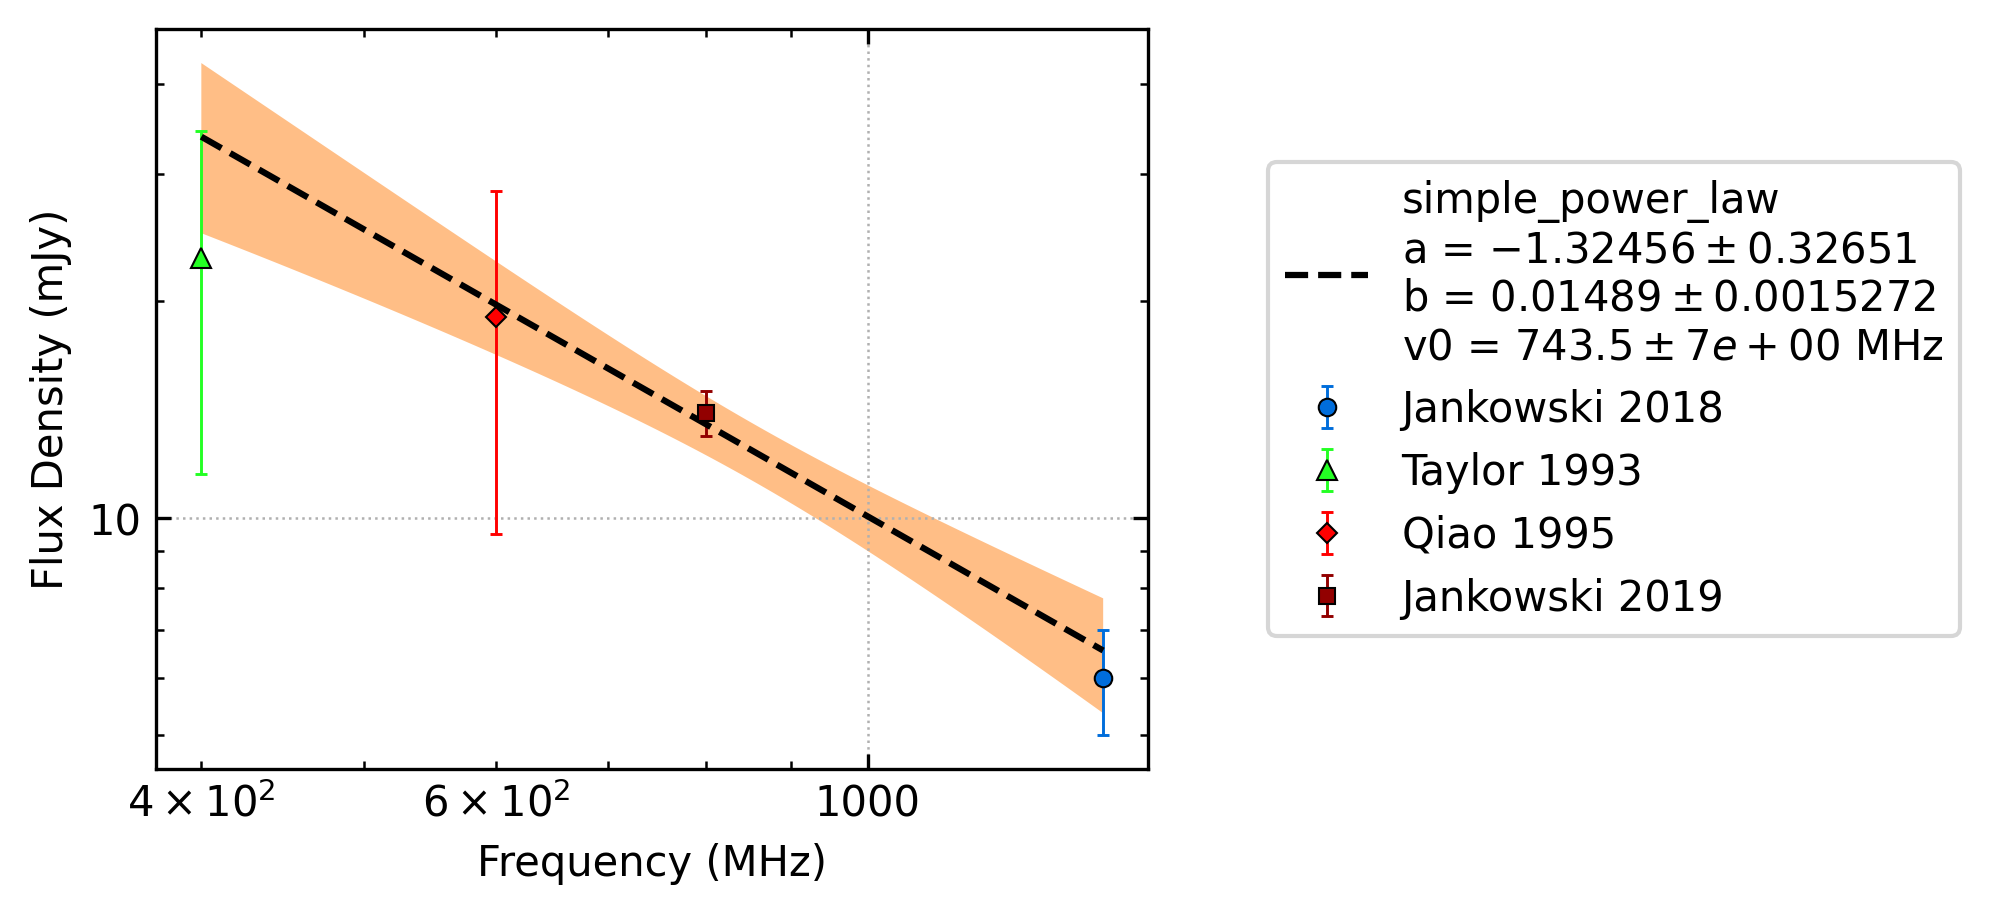 Flux Density (mJy)
10
4 × 10²
6 × 10²
1000
Frequency (MHz)
simple_power_law
a = −1.32456 ± 0.32651
b = 0.01489 ± 0.0015272
v0 = 743.5 ± 7e + 00 MHz
Jankowski 2018
Taylor 1993
Qiao 1995
Jankowski 2019